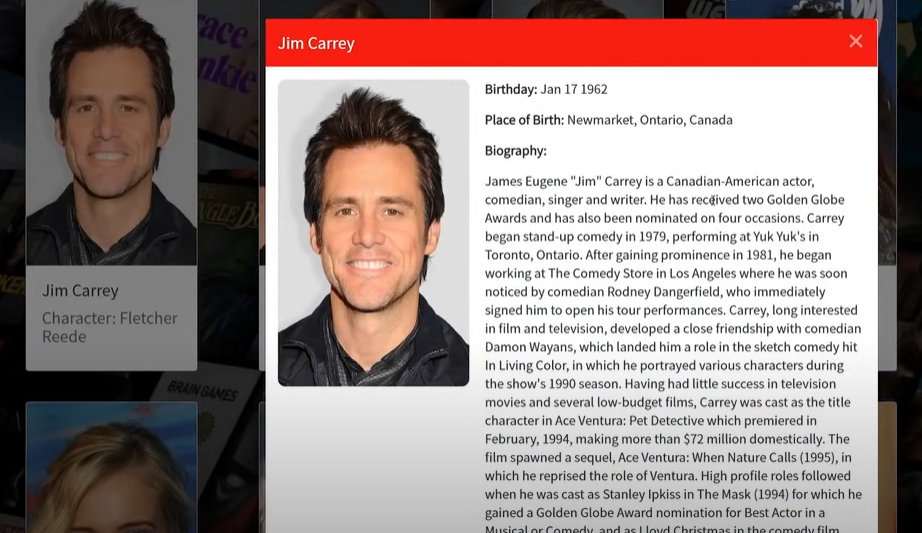 Jim Carrey
Birthday: Jan 17 1962
Place of Birth: Newmarket, Ontario, Canada
Biography:
James Eugene "Jim" Carrey is a Canadian-American actor,
comedian, singer and writer. He has received two Golden Globe
Awards and has also been nominated on four occasions. Carrey
began stand-up comedy in 1979, performing at Yuk Yuk's in
Toronto, Ontario. After gaining prominence in 1981, he began
working at The Comedy Store in Los Angeles where he was soon
noticed by comedian Rodney Dangerfield, who immediately
signed him to open his tour performances. Carrey, long interested
in film and television, developed a close friendship with comedian
Damon Wayans, which landed him a role in the sketch comedy hit
In Living Color, in which he portrayed various characters during
the show's 1990 season. Having had little success in television
movies and several low-budget films, Carrey was cast as the title
character in Ace Ventura: Pet Detective which premiered in
February, 1994, making more than $72 million domestically. The
film spawned a sequel, Ace Ventura: When Nature Calls (1995), in
which he reprised the role of Ventura. High profile roles followed
when he was cast as Stanley Ipkiss in The Mask (1994) for which he
gained a Golden Globe Award nomination for Best Actor in a
Musical or Comedy, and as Lloyd Christmas in the comedy film
Jim Carrey
Character: Fletcher
Reede
BRAIN GAMES